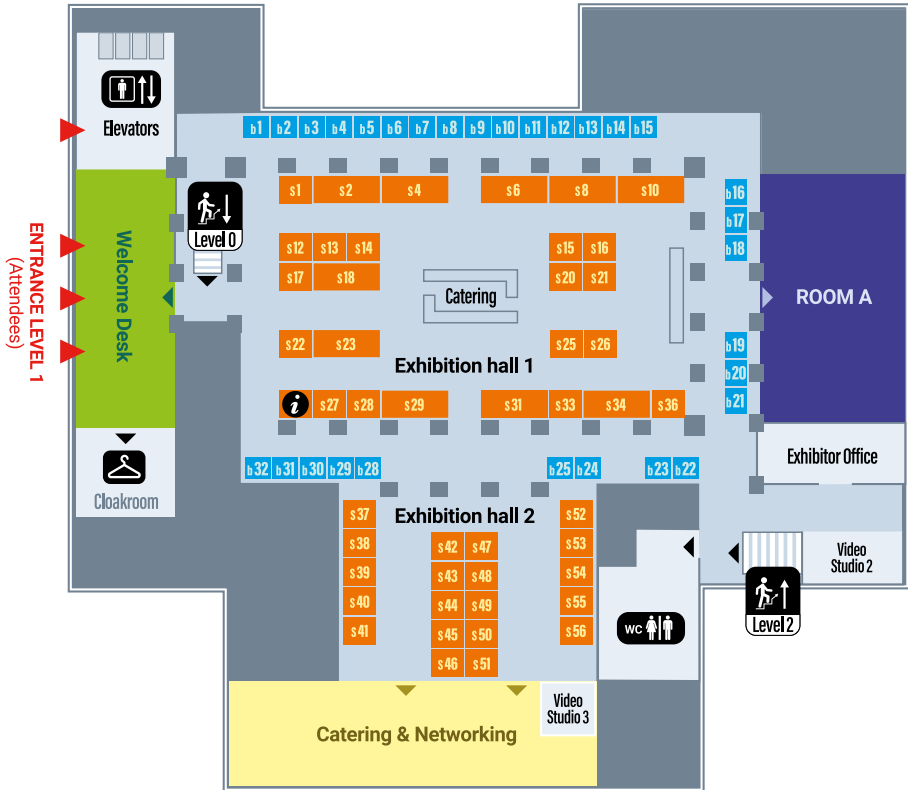 Elevators
b1 b2 b3 b4 b5 b6 b7 b8 b9 b10 b11 b12 b13 b14 b15
s1 s2 s4 s6 s8 s10
b16
b17
b18
Level 0
s12 s13 s14 s15 s16
s17 s18 s20 s21
ENTRANCE LEVEL 1
(Attendees)
Welcome Desk
Catering
ROOM A
s22 s23 s25 s26
b19
b20
b21
Exhibition hall 1
i s27 s28 s29 s31 s33 s34 s36
Exhibitor Office
b32 b31 b30 b29 b28 b25 b24 b23 b22
Cloakroom
Exhibition hall 2
s37
s38
s39
s40
s41
s42 s47
s43 s48
s44 s49
s45 s50
s46 s51
s52
s53
s54
s55
s56
Video
Studio 2
WC
Level 2
Video
Studio 3
Catering & Networking